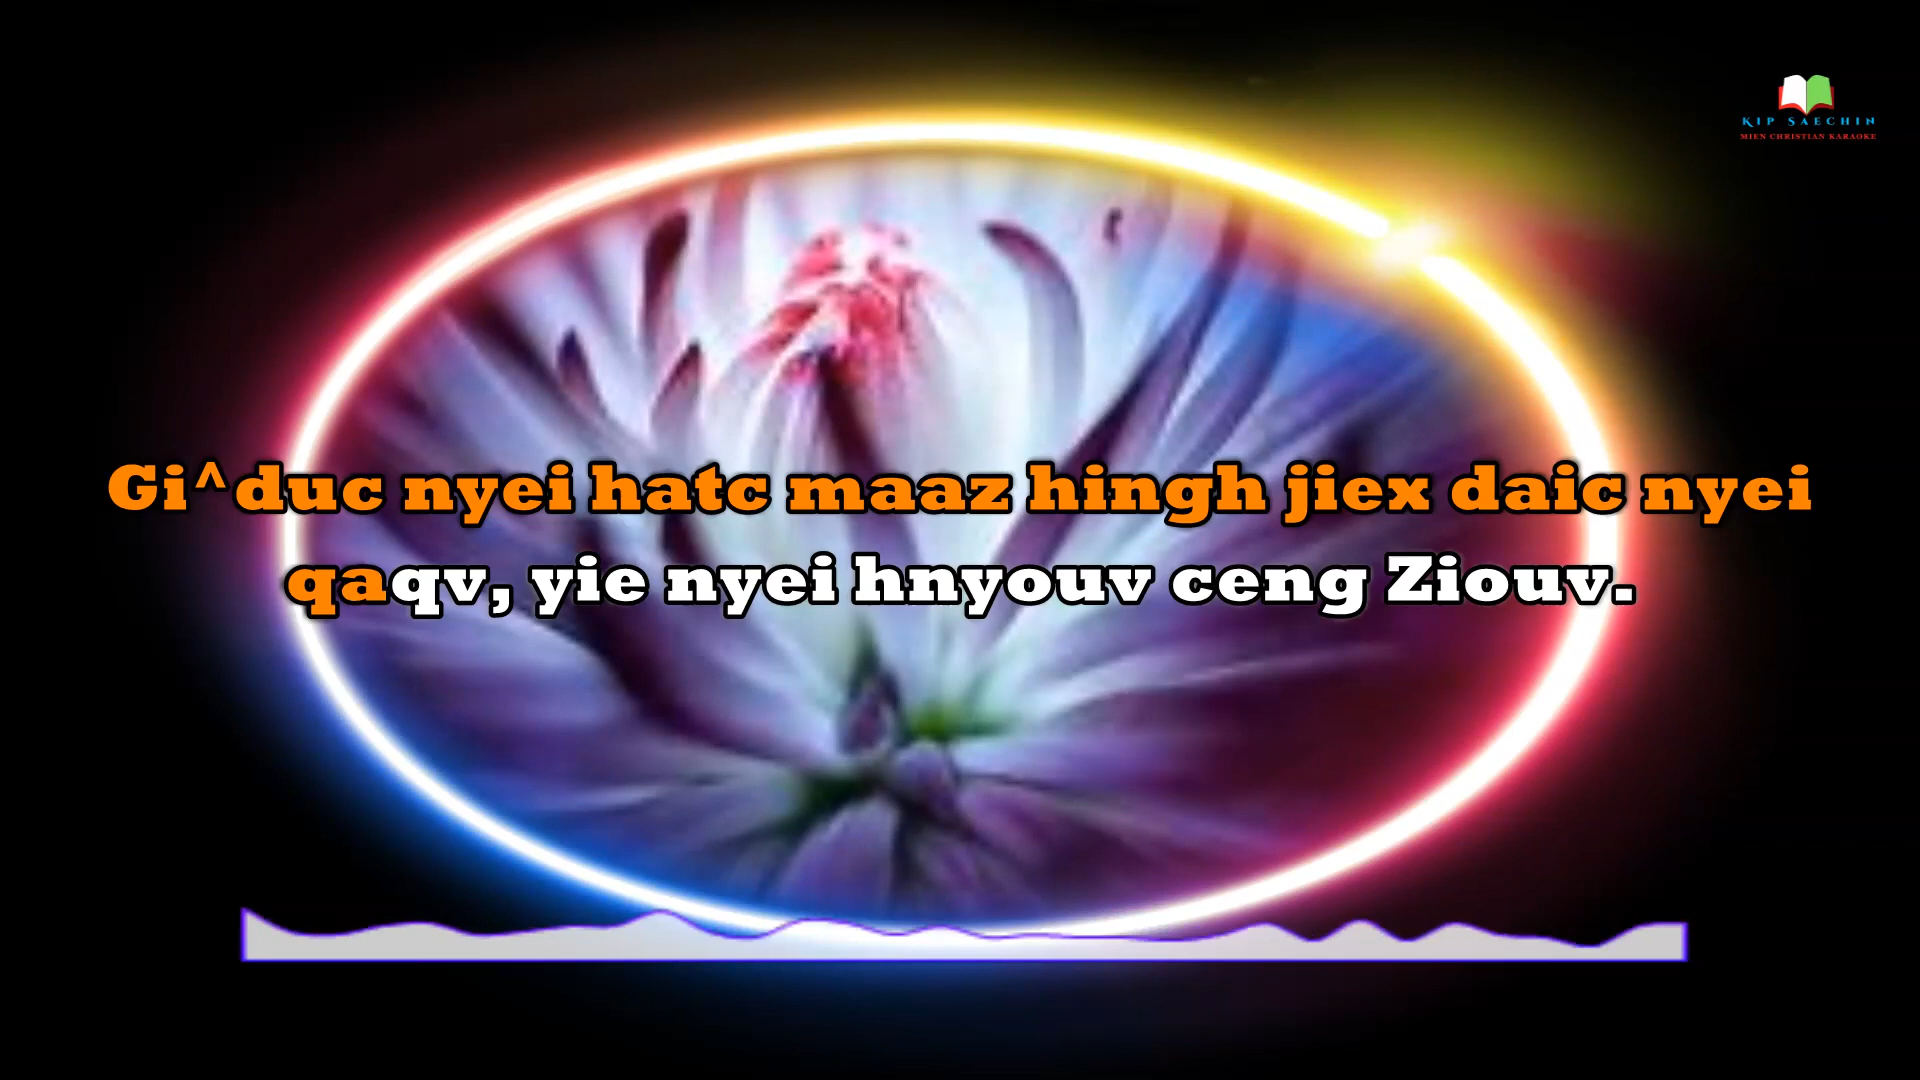 KIP SAECHIN
MIEN CHRISTIAN KARAOKE
Gi^duc nyei hatc maaz hingh jiex daic nyei
qaqv, yie nyei hnyouv ceng Ziouv.